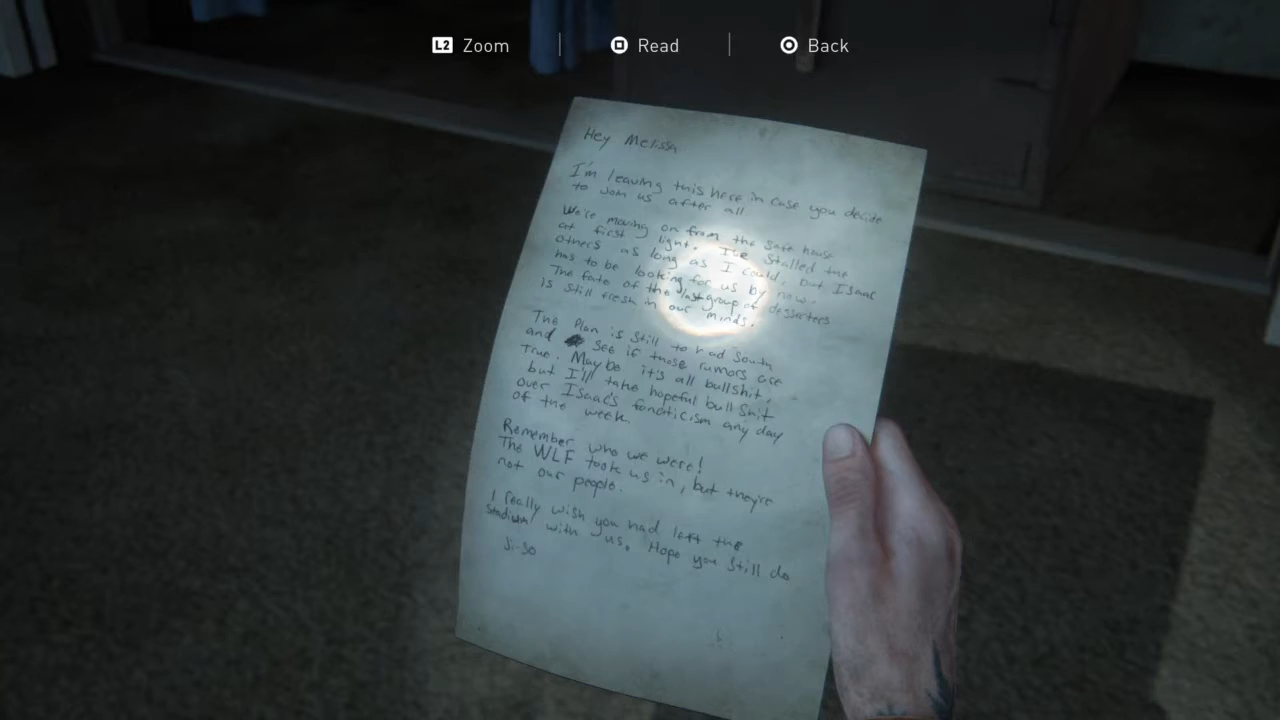 L2 Zoom | Read | Back
Hey Melissa
I'm leaving this here in case you decide
to join us after all
We're moving on from the safe house
at first light. I've stalled the
others as long as I could, but Isaac
has to be looking for us by now.
The fate of the last group of desserters
is still fresh in our minds.
The Plan is still to had South
and see if those rumors are
True. Maybe it's all bullshit,
but I'll take hopeful bullshit
over Isaac's fanaticism any day
of the week.
Remember who we were!
The WLF took us in, but they're
not our people.
I really wish you had left the
Stadium with us. Hope you still do
Ji-So